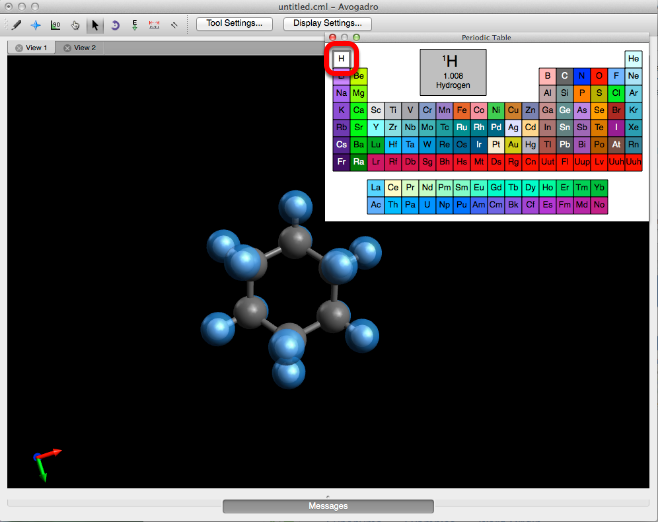 untitled.cml - Avogadro
Tool Settings... Display Settings...
View 1 View 2
Periodic Table
H He
1H
1.008
Hydrogen
Be B C N O F Ne
Na Mg Al Si P S Cl Ar
K Ca Sc Ti V Cr Mn Fe Co Ni Cu Zn Ga Ge As Se Br Kr
Rb Sr Y Zr Nb Mo Tc Ru Rh Pd Ag Cd In Sn Sb Te I Xe
Cs Ba Lu Hf Ta W Re Os Ir Pt Au Hg Tl Pb Bi Po At Rn
Fr Ra Lr Rf Db Sg Bh Hs Mt Ds Rg Cn Uut Fl Uup Lv Uuh Uuh
La Ce Pr Nd Pm Sm Eu Gd Tb Dy Ho Er Tm Yb
Ac Th Pa U Np Pu Am Cm Bk Cf Es Fm Md No
Messages